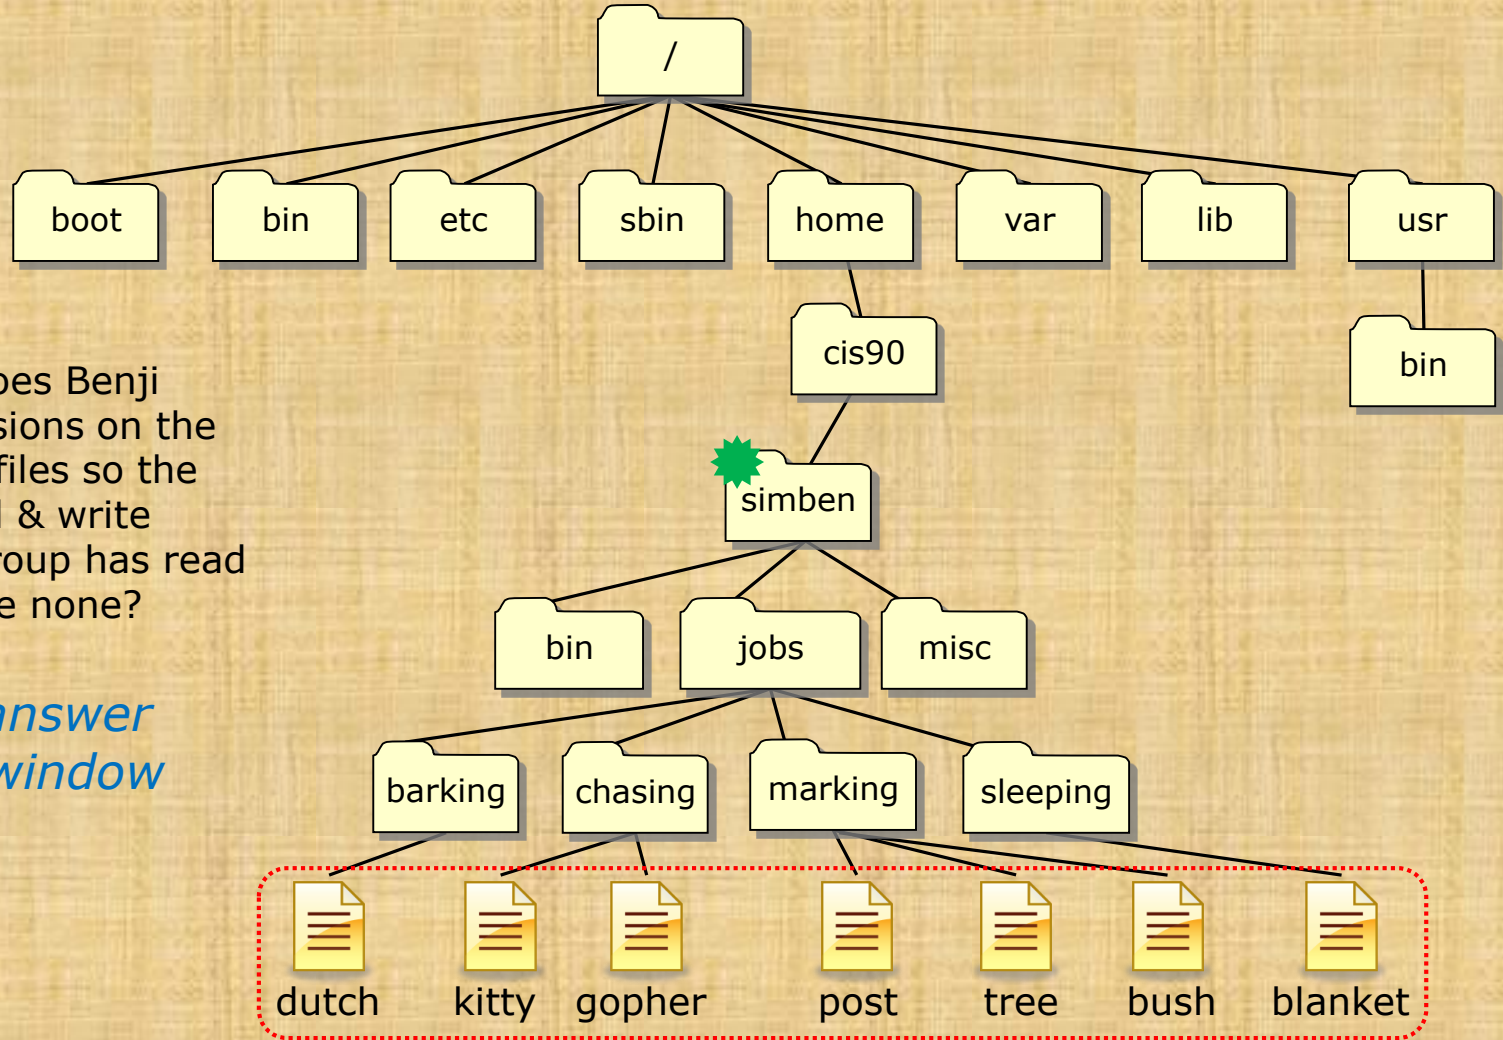 /
boot bin etc sbin home var lib usr
cis90 bin
oes Benji
sions on the
files so the
l & write
roup has read
e none?
simben
bin jobs misc
answer
window
barking chasing marking sleeping
dutch kitty gopher post tree bush blanket